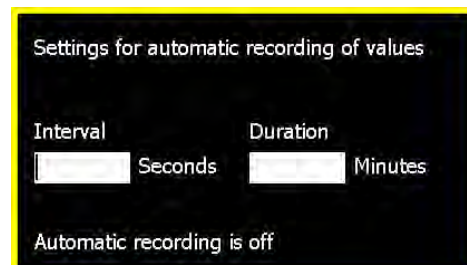 Settings for automatic recording of values
Interval Duration
Seconds Minutes
Automatic recording is off